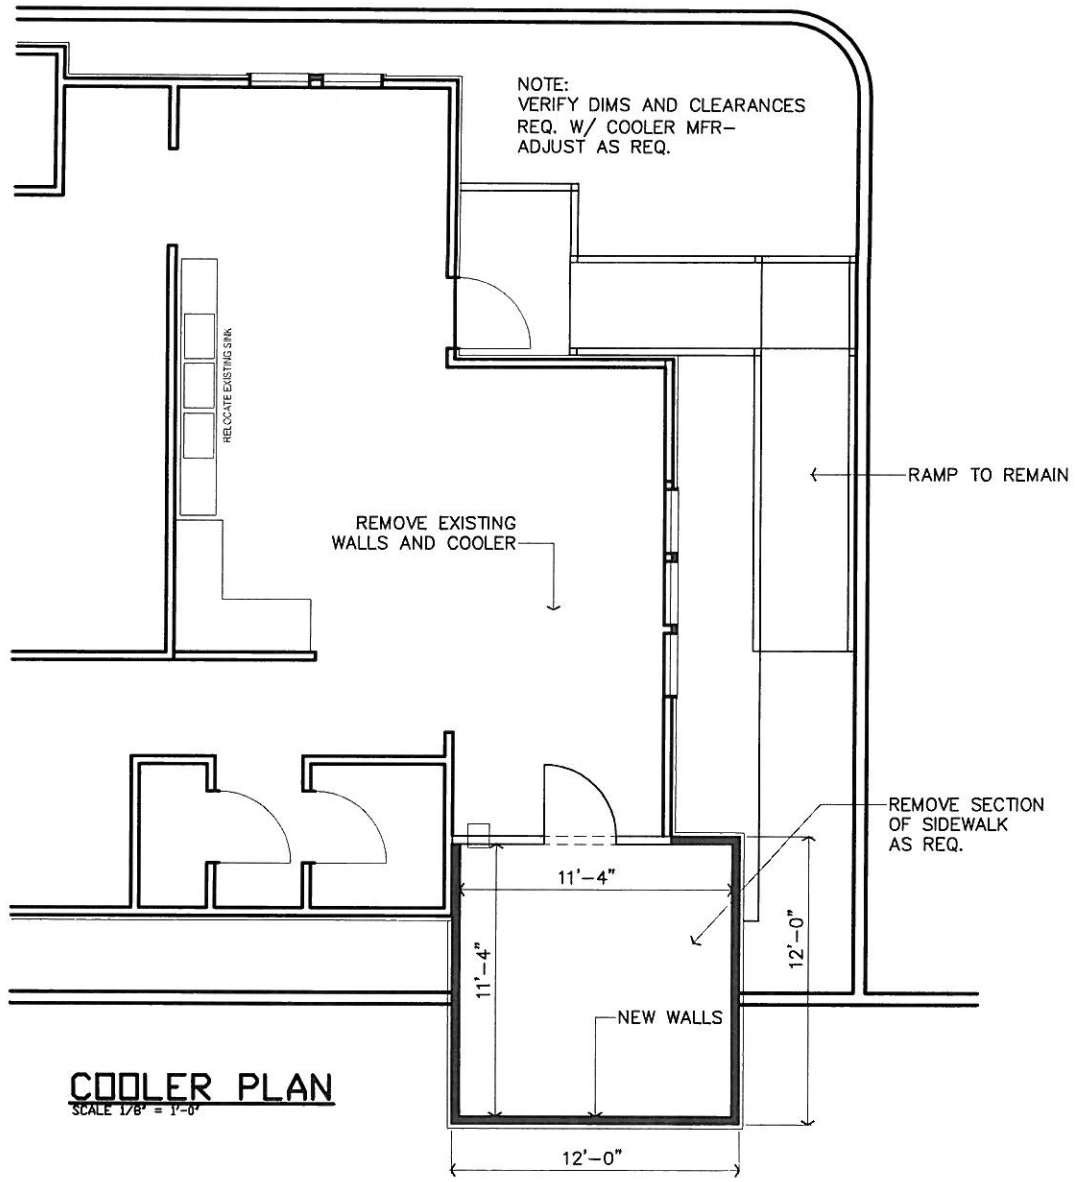 NOTE:
VERIFY DIMS AND CLEARANCES
REQ. W/ COOLER MFR-
ADJUST AS REQ.
RELOCATE EXISTING SINK
RAMP TO REMAIN
REMOVE EXISTING
WALLS AND COOLER
REMOVE SECTION
OF SIDEWALK
AS REQ.
11'-4"
11'-4"
12'-0"
NEW WALLS
COOLER PLAN
SCALE 1/8" = 1'-0"
12'-0"